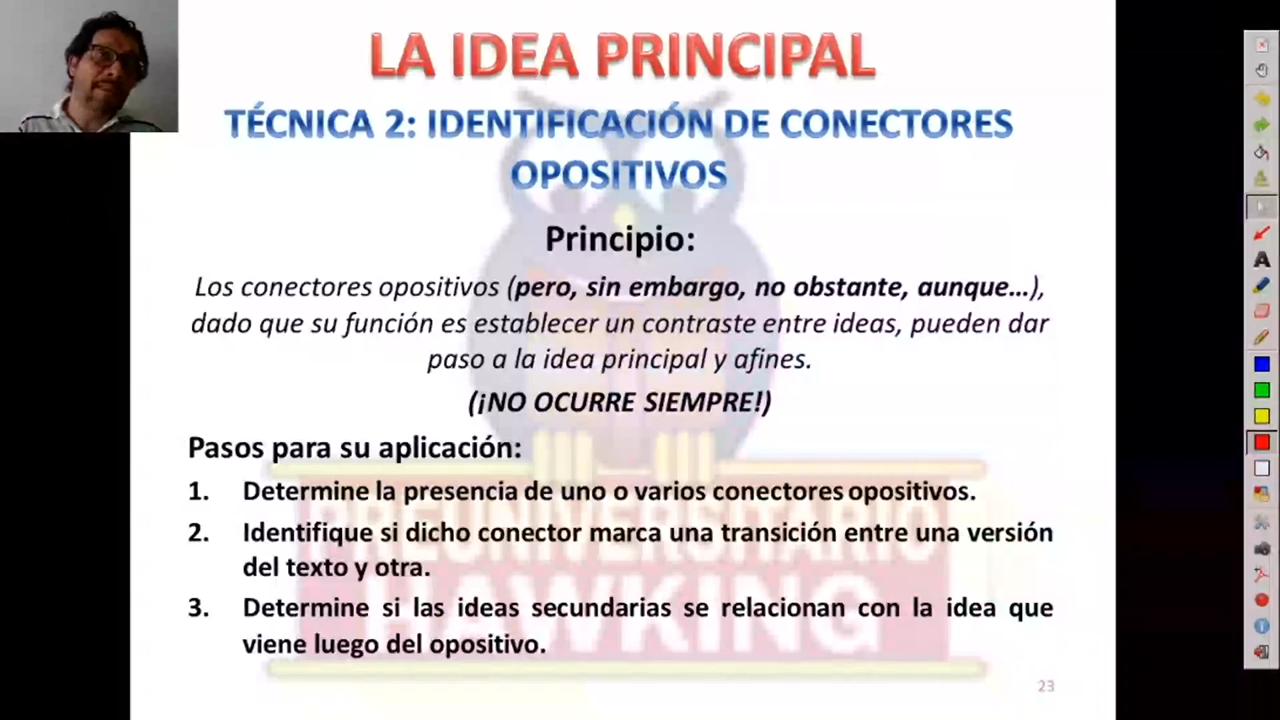 LA IDEA PRINCIPAL
TÉCNICA 2: IDENTIFICACIÓN DE CONECTORES
OPOSITIVOS
Principio:
Los conectores opositivos (pero, sin embargo, no obstante, aunque...),
dado que su función es establecer un contraste entre ideas, pueden dar
paso a la idea principal y afines.
(¡NO OCURRE SIEMPRE!)
Pasos para su aplicación:
1. Determine la presencia de uno o varios conectores opositivos.
2. Identifique si dicho conector marca una transición entre una versión
del texto y otra.
3. Determine si las ideas secundarias se relacionan con la idea que
viene luego del opositivo.
PREUNIVERSITARIO
HAWKING
23